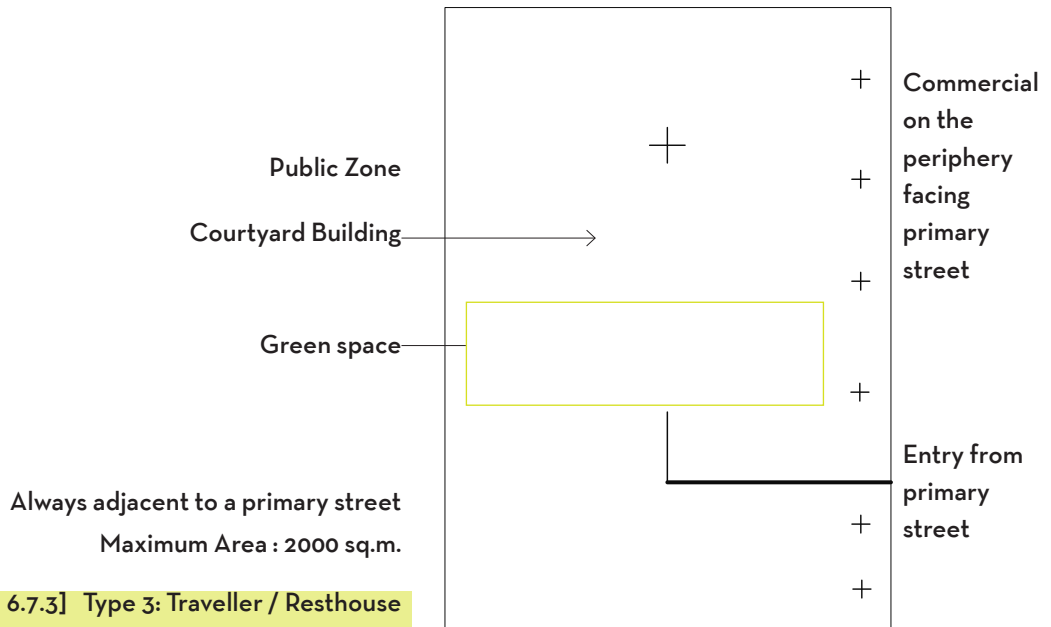 Public Zone
Courtyard Building
Green space
Always adjacent to a primary street
Maximum Area : 2000 sq.m.
6.7.3] Type 3: Traveller / Resthouse
Commercial
on the
periphery
facing
primary
street
Entry from
primary
street